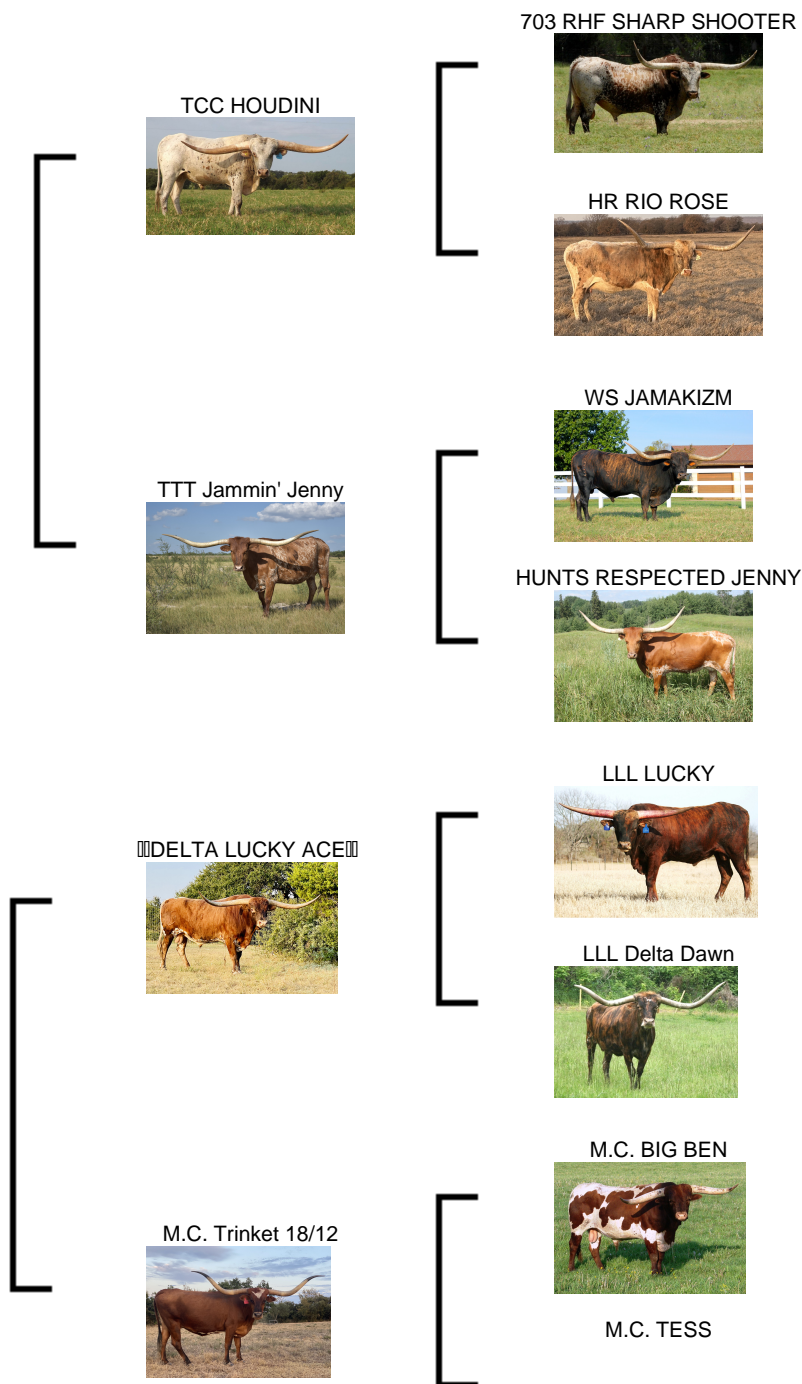 703 RHF SHARP SHOOTER
TCC HOUDINI
HR RIO ROSE
WS JAMAKIZM
TTT Jammin' Jenny
HUNTS RESPECTED JENNY
LLL LUCKY
DELTA LUCKY ACE
LLL Delta Dawn
M.C. BIG BEN
M.C. Trinket 18/12
M.C. TESS